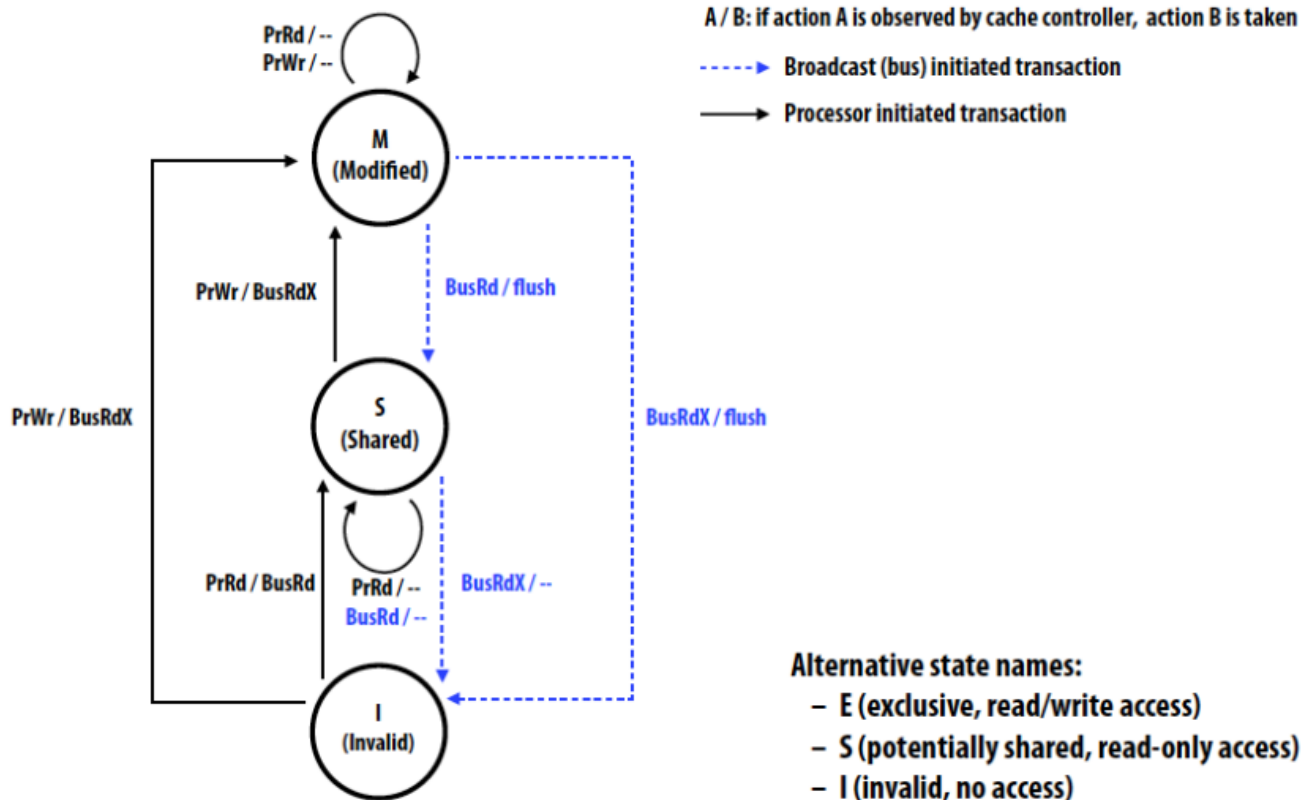 A / B: if action A is observed by cache controller, action B is taken
Broadcast (bus) initiated transaction
Processor initiated transaction
PrRd / --
PrWr / --
M
(Modified)
PrWr / BusRdX
BusRd / flush
S
(Shared)
PrWr / BusRdX
BusRdX / flush
PrRd / BusRd
PrRd / --
BusRd / --
BusRdX / --
I
(Invalid)
Alternative state names:
– E (exclusive, read/write access)
– S (potentially shared, read-only access)
– I (invalid, no access)